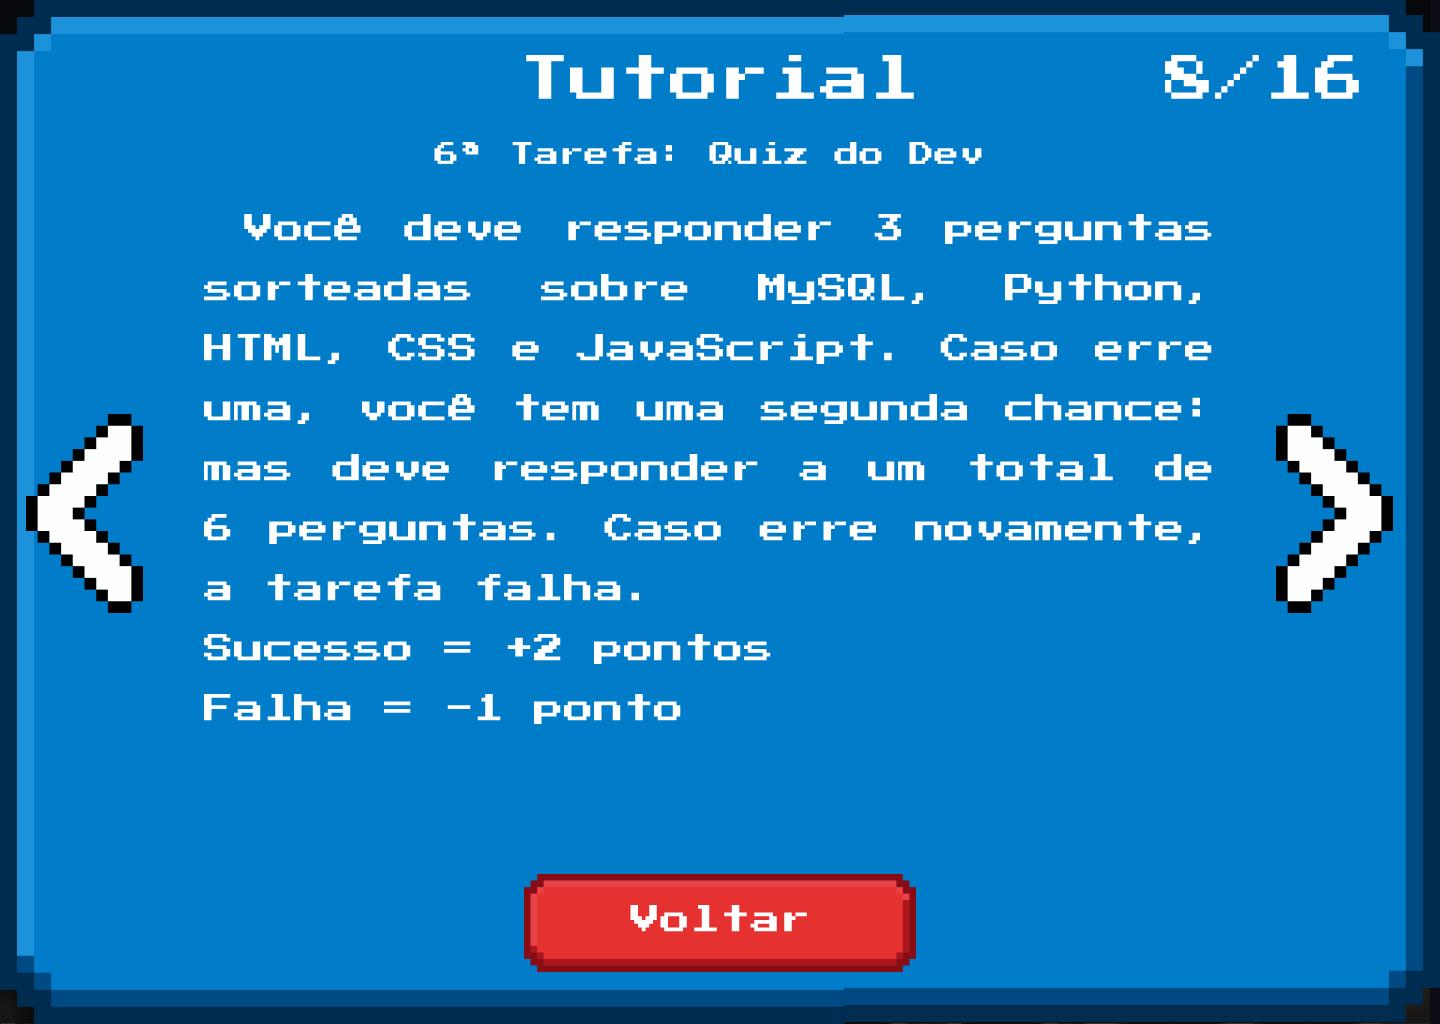 Tutorial 8/16
6ª Tarefa: Quiz do Dev
Você deve responder 3 perguntas
sorteadas sobre MySQL, Python,
HTML, CSS e JavaScript. Caso erre
uma, você tem uma segunda chance:
mas deve responder a um total de
6 perguntas. Caso erre novamente,
a tarefa falha.
Sucesso = +2 pontos
Falha = -1 ponto
Voltar